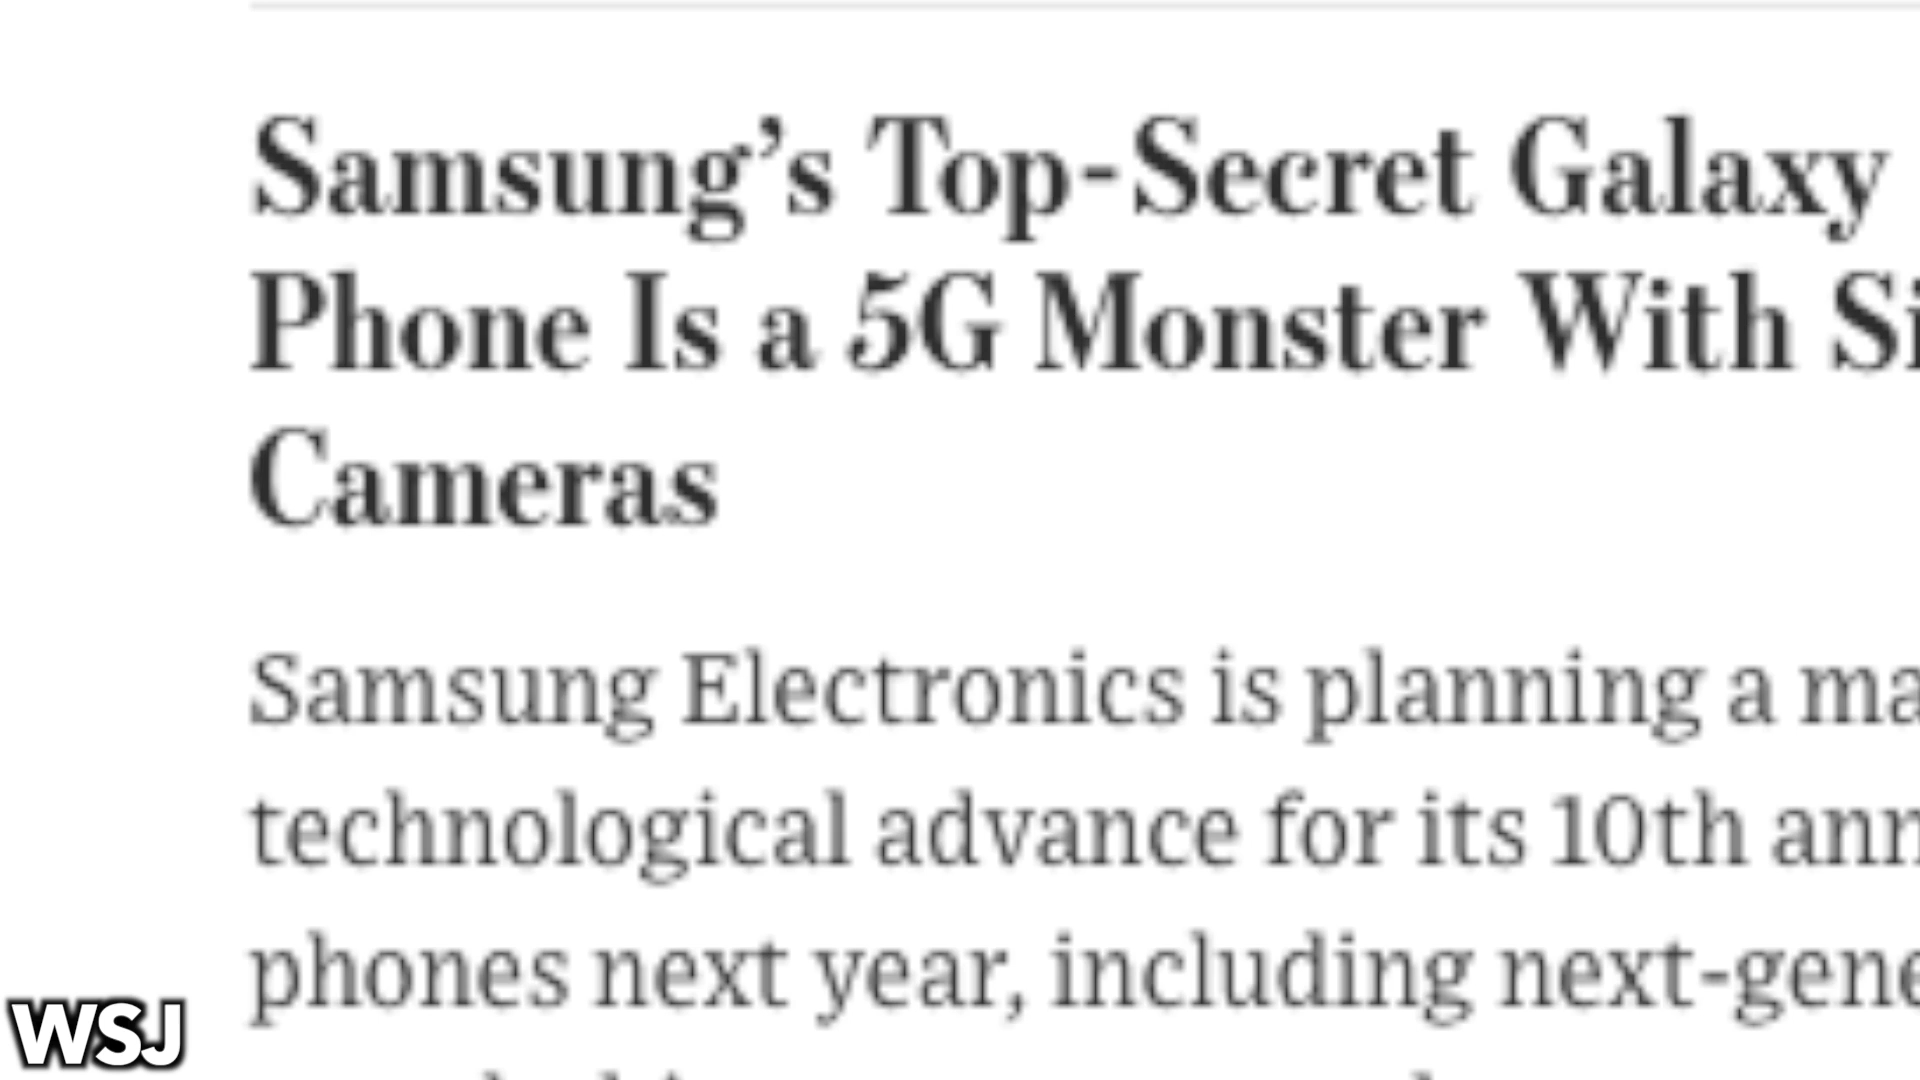 Samsung’s Top-Secret Galaxy
Phone Is a 5G Monster With
Cameras
Samsung Electronics is planning a
technological advance for its 10th
phones next year, including
WSJ